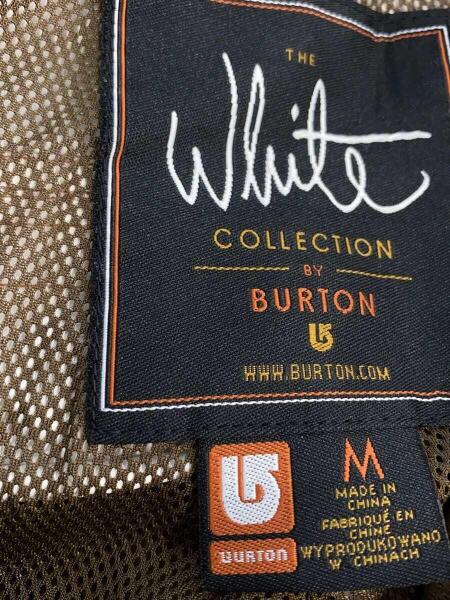 THE
White
COLLECTION
BY
BURTON
WWW.BURTON.COM
M
MADE IN
CHINA
FABRIQUÉ EN
CHINE
WYPRODUKOWANO
W CHINACH
BURTON